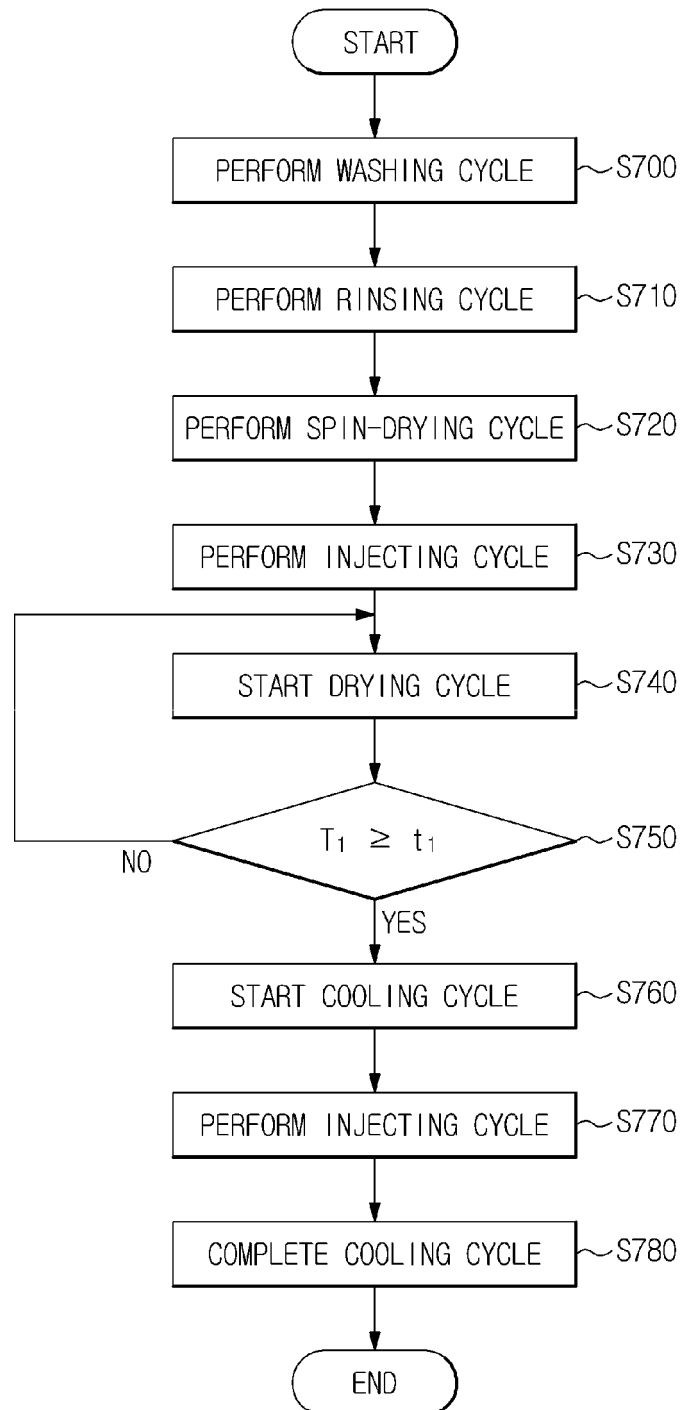 START
PERFORM WASHING CYCLE
S700
PERFORM RINSING CYCLE
S710
PERFORM SPIN-DRYING CYCLE
S720
PERFORM INJECTING CYCLE
S730
START DRYING CYCLE
S740
T₁ ≥ t₁
S750
NO
YES
START COOLING CYCLE
S760
PERFORM INJECTING CYCLE
S770
COMPLETE COOLING CYCLE
S780
END